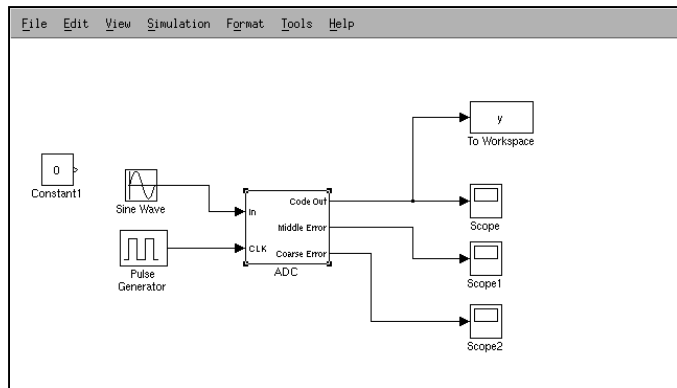 File Edit View Simulation Format Tools Help
y
To Workspace
0
Constant1
Sine Wave
In
Code Out
Middle Error
CLK
Coarse Error
ADC
Pulse
Generator
Scope
Scope1
Scope2